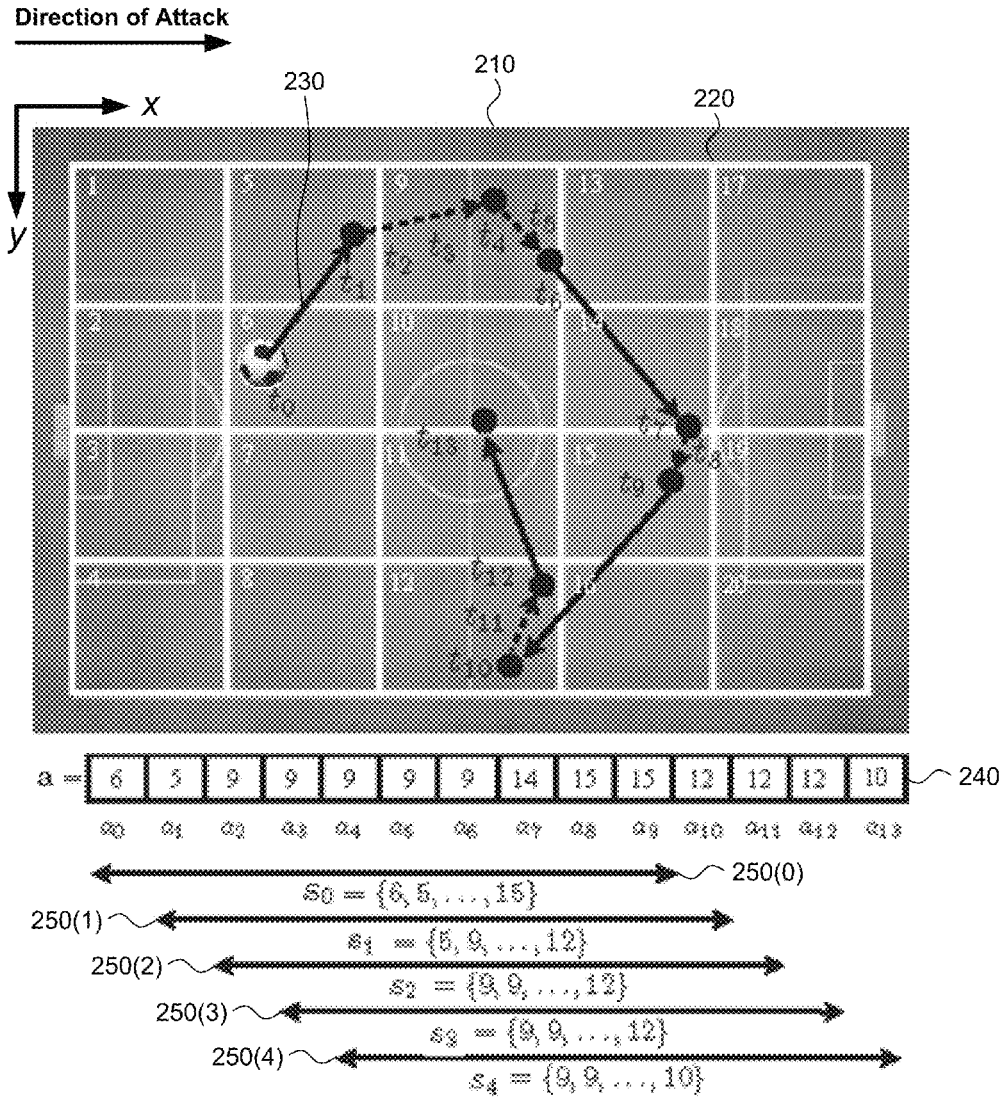 Direction of Attack
210
230
220
x
y
1 5 9 13 17
t5
t4
t3
t2
t1
t6
2 6 10 14 18
t0
t7
t13
t8
3 7 11 15 19
t9
t12
4 8 12 16 20
t11
t10
a = 6 5 9 9 9 9 9 14 15 15 12 12 12 10 240
a0 a1 a2 a3 a4 a5 a6 a7 a8 a9 a10 a11 a12 a13
250(0)
s0 = {6, 5, ..., 15}
250(1)
s1 = {5, 9, ..., 12}
250(2)
s2 = {9, 9, ..., 12}
250(3)
s3 = {9, 9, ..., 12}
250(4)
s4 = {9, 9, ..., 10}